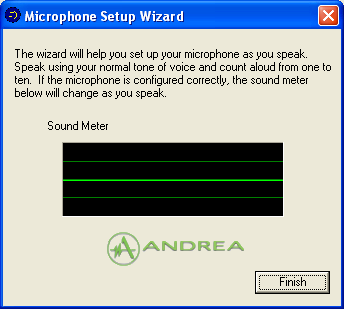 Microphone Setup Wizard
The wizard will help you set up your microphone as you speak.
Speak using your normal tone of voice and count aloud from one to
ten. If the microphone is configured correctly, the sound meter
below will change as you speak.
Sound Meter
ANDREA
Finish